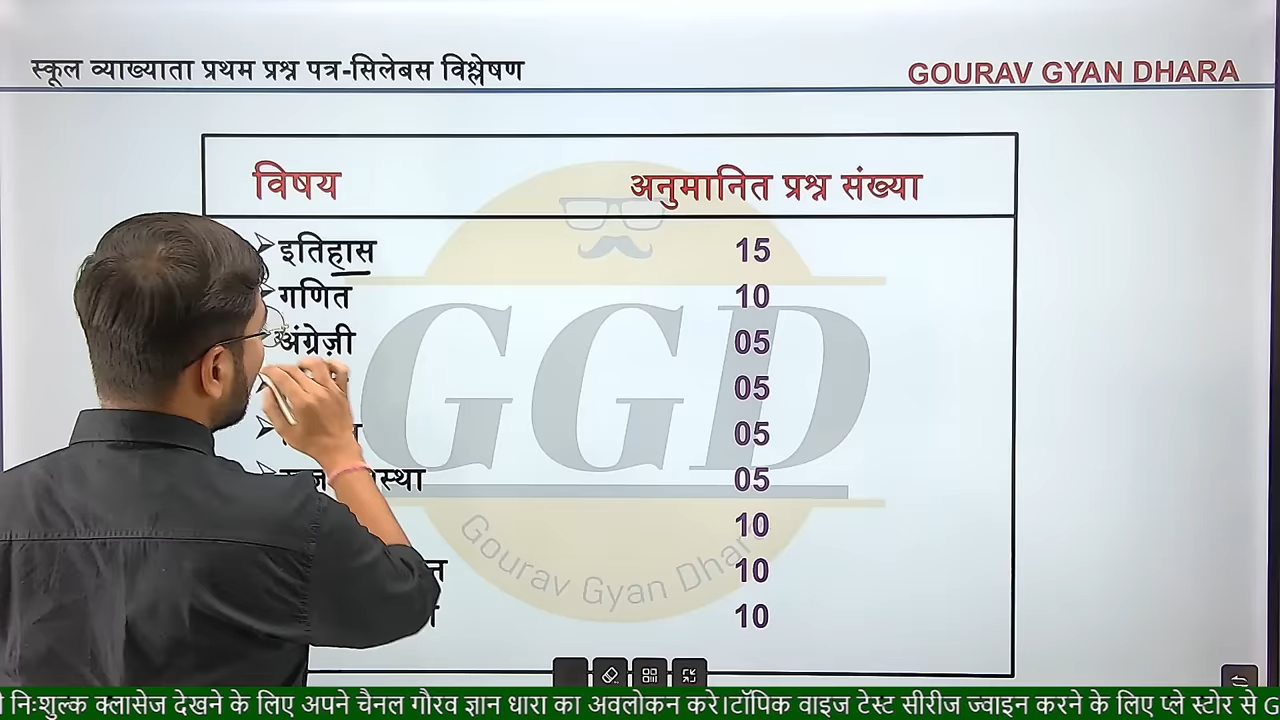 स्कूल व्याख्याता प्रथम प्रश्न पत्र-सिलेबस विश्लेषण
GOURAV GYAN DHARA
विषय अनुमानित प्रश्न संख्या
इतिहास 15
गणित 10
अंग्रेज़ी 05
05
05
05
10
10
10
GGD
Gourav Gyan Dhar
निःशुल्क क्लासेज देखने के लिए अपने चैनल गौरव ज्ञान धारा का अवलोकन करे।टॉपिक वाइज टेस्ट सीरीज ज्वाइन करने के लिए प्ले स्टोर से G